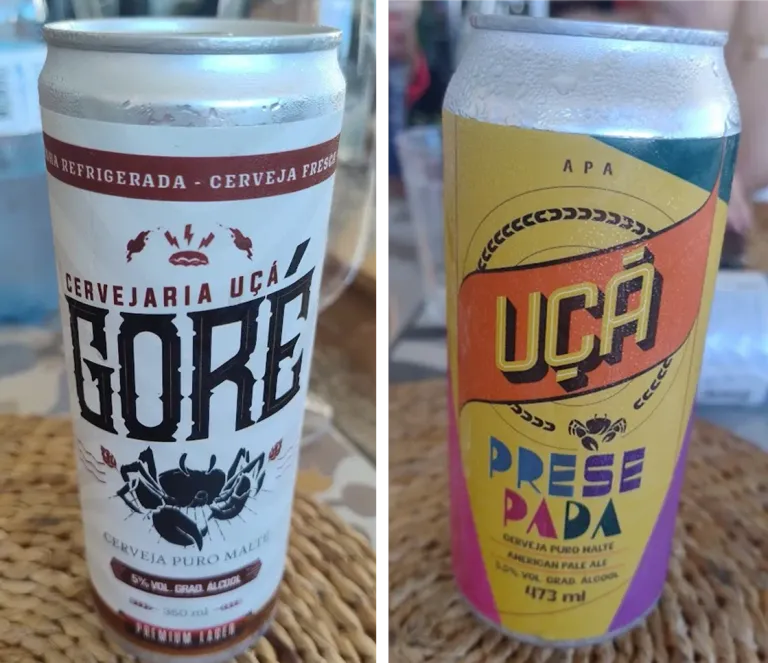 REFRIGERADA - CERVEJA FRESCA
CERVEJARIA UÇÁ
GORÉ
CERVEJA PURO MALTE
5% VOL. GRAD. ÁLCOOL
350 ml
PREMIUM LAGER
APA
UÇÁ
PRESE
PADA
CERVEJA PURO MALTE
AMERICAN PALE ALE
5,0% VOL. GRAD. ÁLCOOL
473 ml